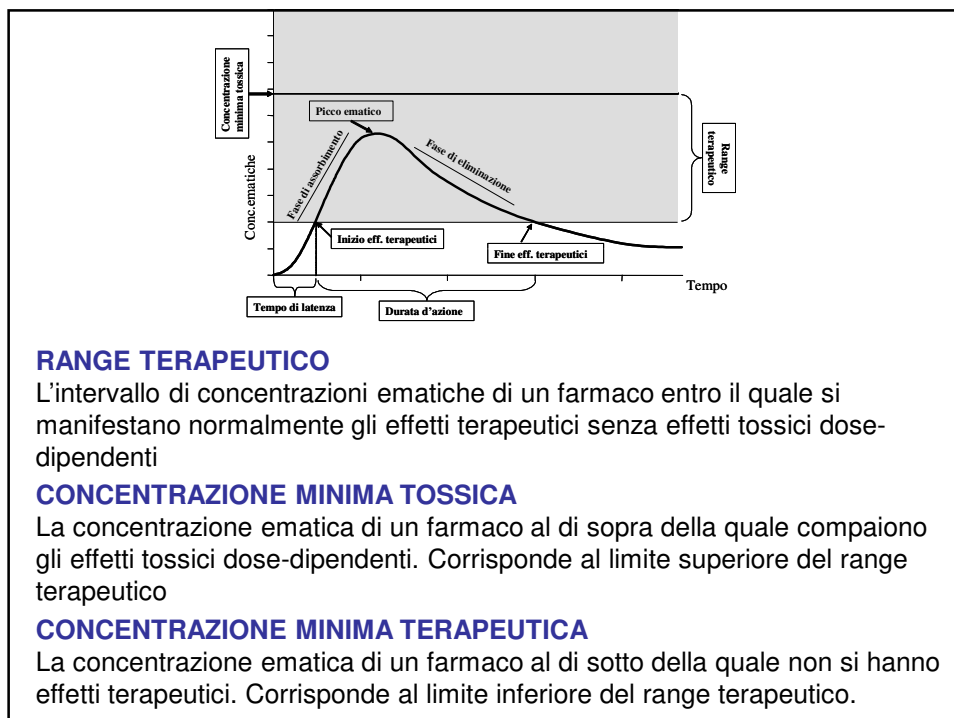 Concentrazione
minima tossica
Picco ematico
Fase di assorbimento
Fase di eliminazione
Range
terapeutico
Conc.ematiche
Inizio eff. terapeutici
Fine eff. terapeutici
Tempo
Tempo di latenza
Durata d’azione
RANGE TERAPEUTICO
L’intervallo di concentrazioni ematiche di un farmaco entro il quale si
manifestano normalmente gli effetti terapeutici senza effetti tossici dose-
dipendenti
CONCENTRAZIONE MINIMA TOSSICA
La concentrazione ematica di un farmaco al di sopra della quale compaiono
gli effetti tossici dose-dipendenti. Corrisponde al limite superiore del range
terapeutico
CONCENTRAZIONE MINIMA TERAPEUTICA
La concentrazione ematica di un farmaco al di sotto della quale non si hanno
effetti terapeutici. Corrisponde al limite inferiore del range terapeutico.